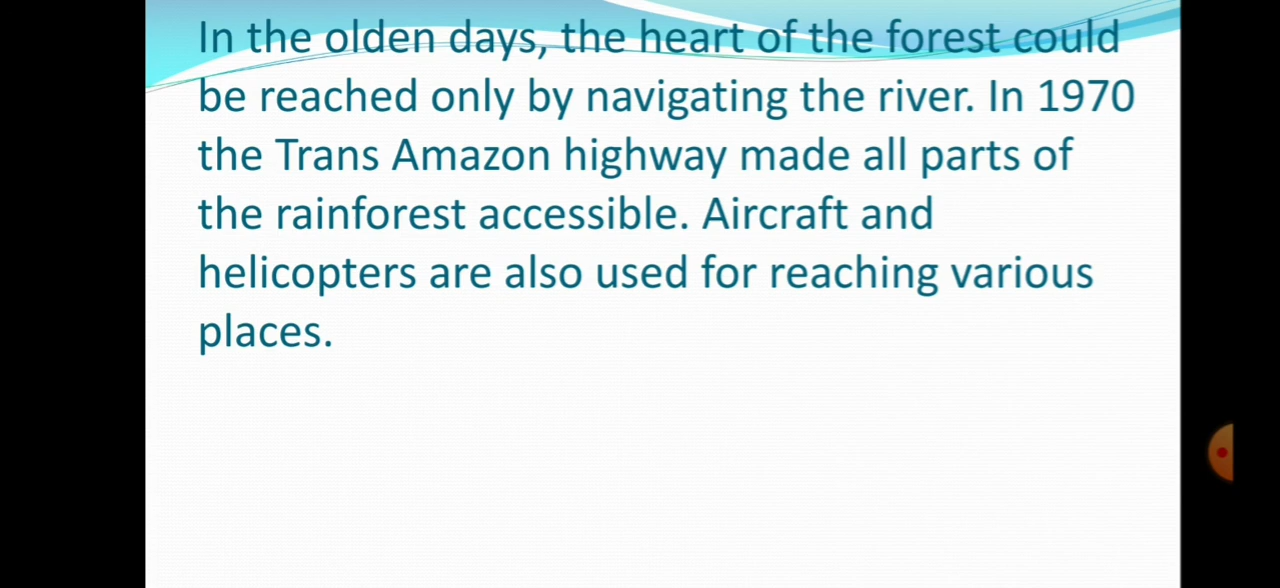 In the olden days, the heart of the forest could
be reached only by navigating the river. In 1970
the Trans Amazon highway made all parts of
the rainforest accessible. Aircraft and
helicopters are also used for reaching various
places.